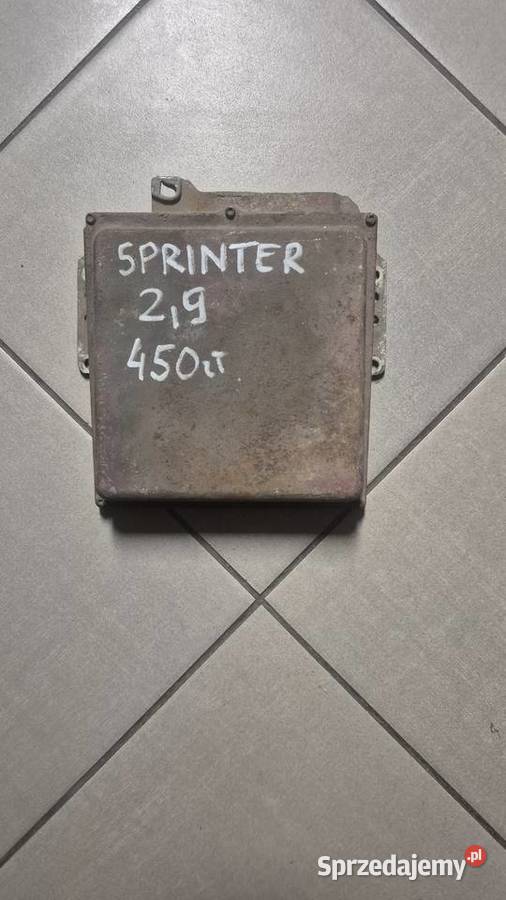 SPRINTER
2,9
450zł
Sprzedajemy.pl